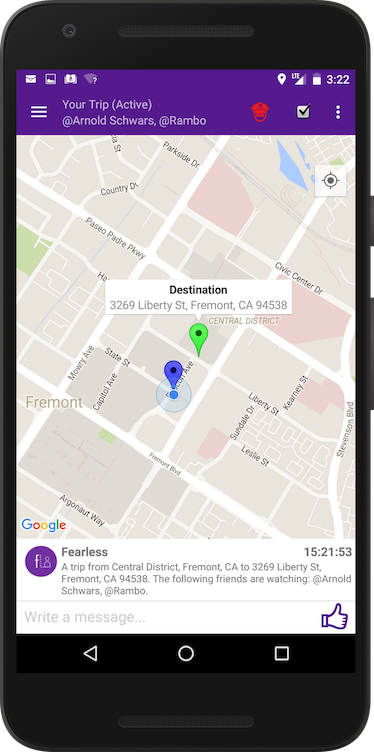 LTE 3:22
Your Trip (Active)
@Arnold Schwars, @Rambo
Parkside Dr
Country Dr
Paseo Padre Pkwy
Civic Center Dr
Destination
3269 Liberty St, Fremont, CA 94538
CENTRAL DISTRICT
State St
Mowry Ave
Capitol Ave
Fremont
Liberty St
Kearney St
Sundale Dr
Leslie St
Stevenson Blvd
Fremont Blvd
Argonaut Way
Google
Fearless 15:21:53
A trip from Central District, Fremont, CA to 3269 Liberty St,
Fremont, CA 94538. The following friends are watching: @Arnold
Schwars, @Rambo.
Write a message...